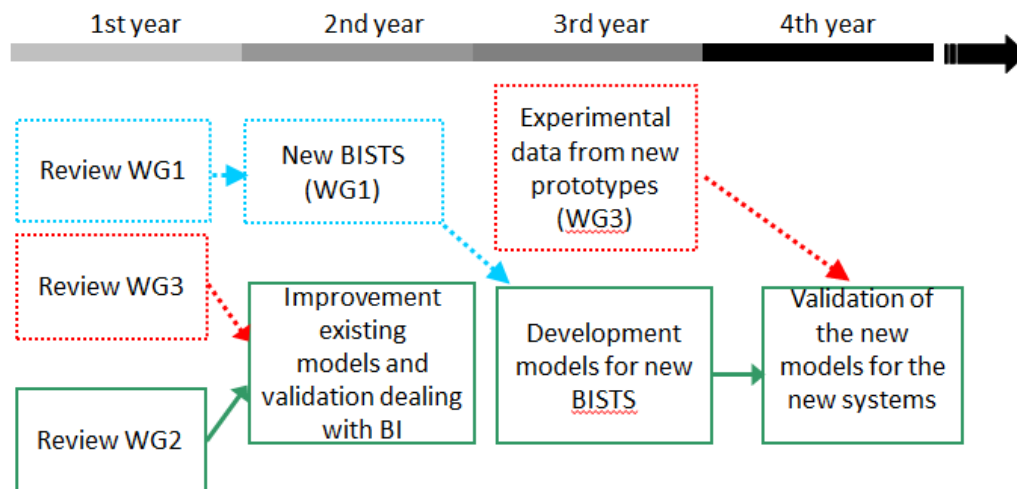 1st year
2nd year
3rd year
4th year
Review WG1
New BISTS
(WG1)
Experimental
data from new
prototypes
(WG3)
Review WG3
Improvement
existing
models and
validation dealing
with BI
Development
models for new
BISTS
Validation of
the new
models for the
new systems
Review WG2